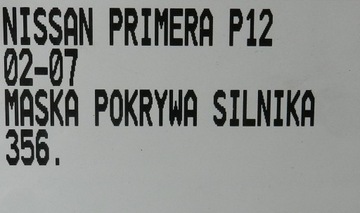 NISSAN PRIMERA P12
02-07
MASKA POKRYWA SILNIKA
356.